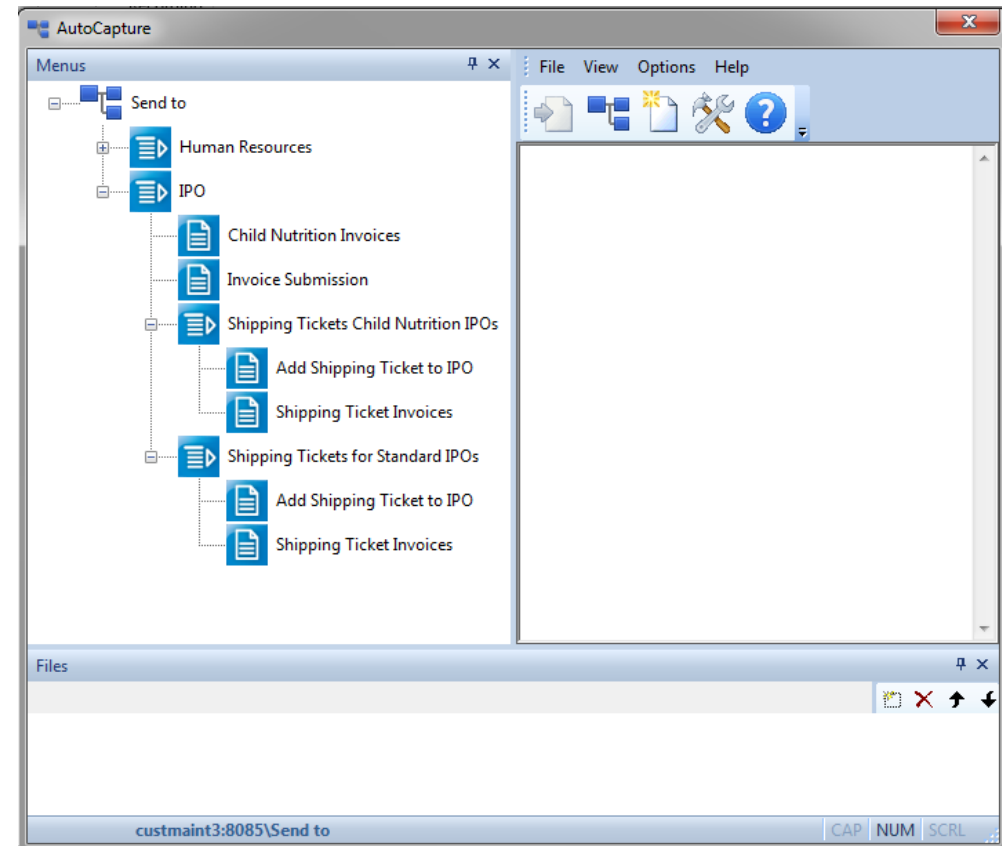 AutoCapture
Menus
File View Options Help
Send to
Human Resources
IPO
Child Nutrition Invoices
Invoice Submission
Shipping Tickets Child Nutrition IPOs
Add Shipping Ticket to IPO
Shipping Ticket Invoices
Shipping Tickets for Standard IPOs
Add Shipping Ticket to IPO
Shipping Ticket Invoices
Files
custmaint3:8085\Send to
CAP NUM SCRL